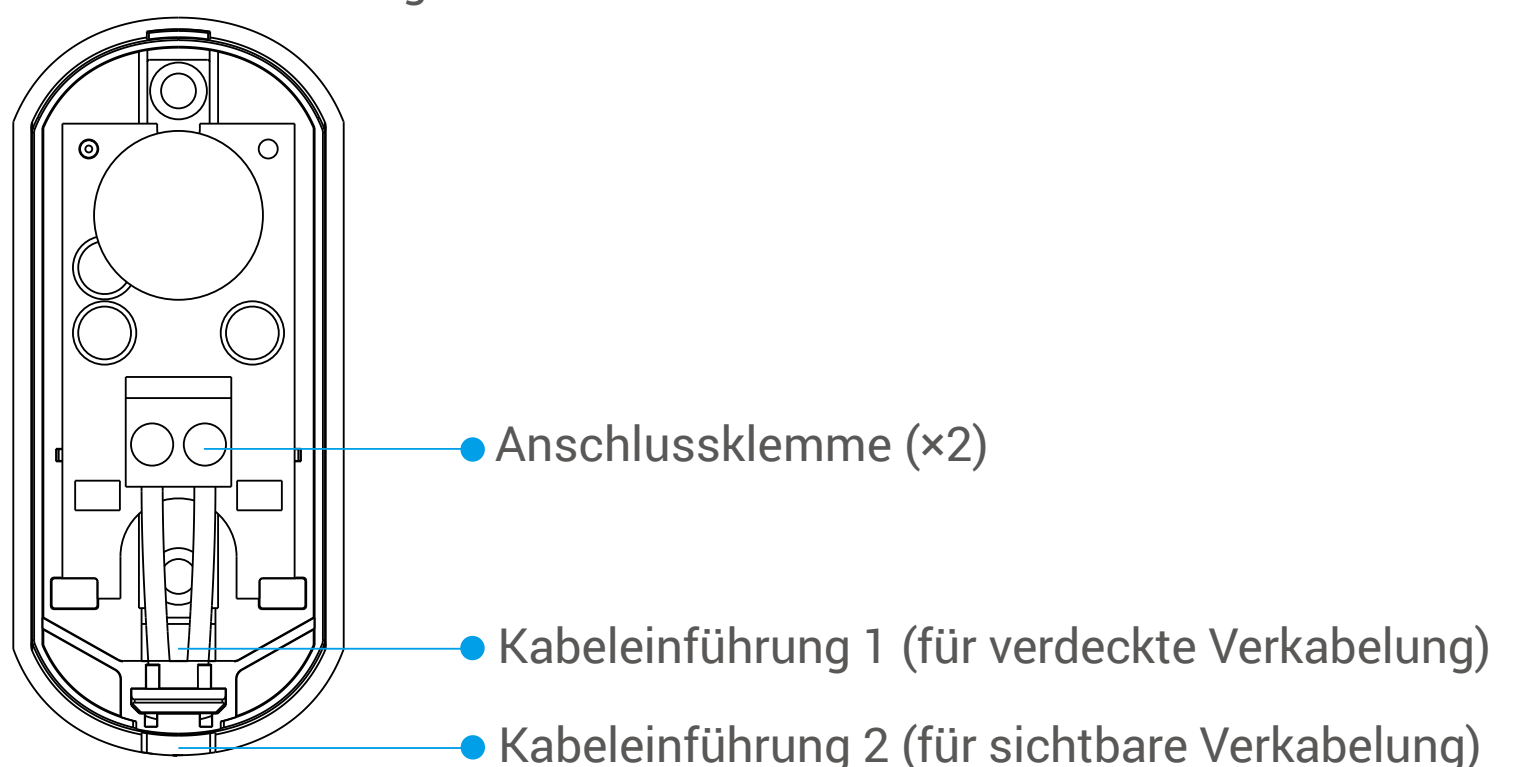 Anschlussklemme (×2)
Kabeleinführung 1 (für verdeckte Verkabelung)
Kabeleinführung 2 (für sichtbare Verkabelung)